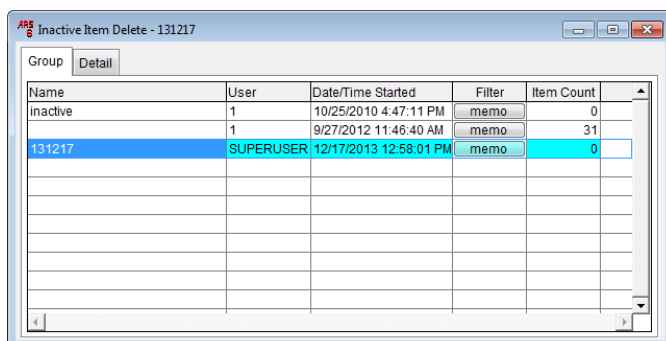 ARS Inactive Item Delete - 131217
Group Detail
Name User Date/Time Started Filter Item Count
inactive 1 10/25/2010 4:47:11 PM memo 0
1 9/27/2012 11:46:40 AM memo 31
131217 SUPERUSER 12/17/2013 12:58:01 PM memo 0